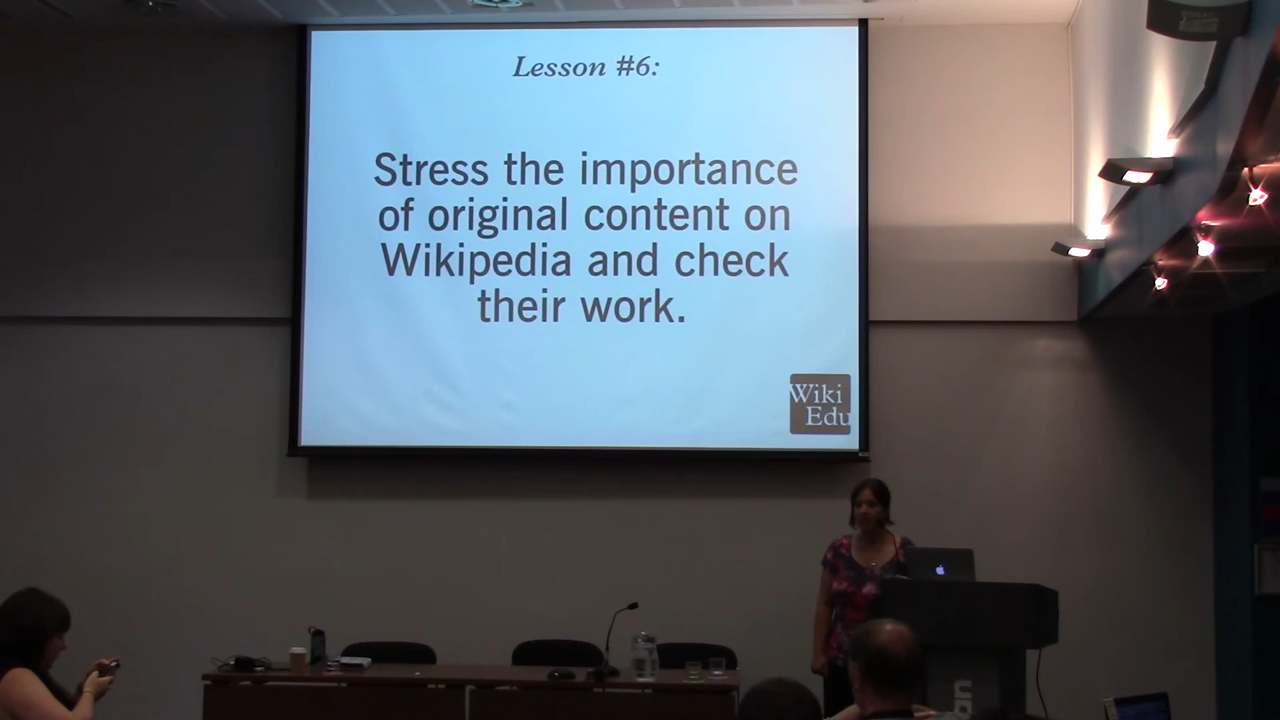 Lesson #6:
Stress the importance
of original content on
Wikipedia and check
their work.
Wiki
Edu